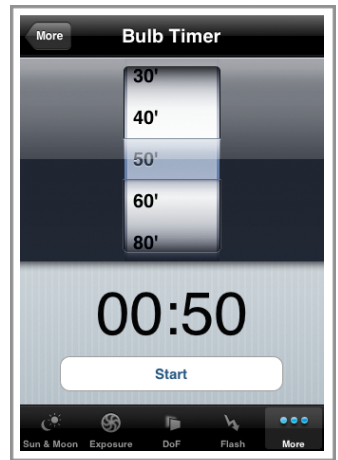 More Bulb Timer
30'
40'
50'
60'
80'
00:50
Start
Sun & Moon Exposure DoF Flash More